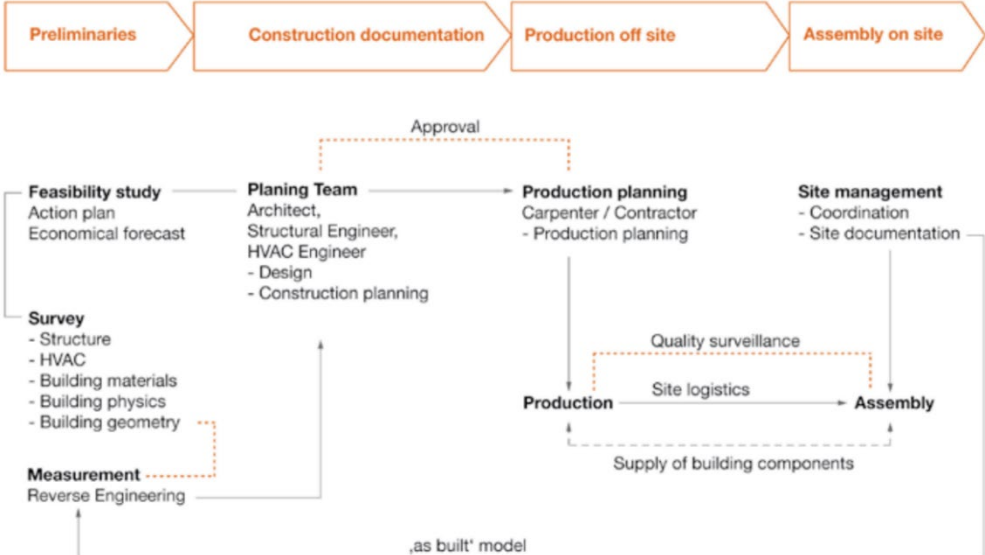 Preliminaries
Construction documentation
Production off site
Assembly on site
Approval
Feasibility study
Action plan
Economical forecast
Planing Team
Architect,
Structural Engineer,
HVAC Engineer
- Design
- Construction planning
Production planning
Carpenter / Contractor
- Production planning
Site management
- Coordination
- Site documentation
Survey
- Structure
- HVAC
- Building materials
- Building physics
- Building geometry
Quality surveillance
Production
Site logistics
Assembly
Supply of building components
Measurement
Reverse Engineering
‚as built‘ model